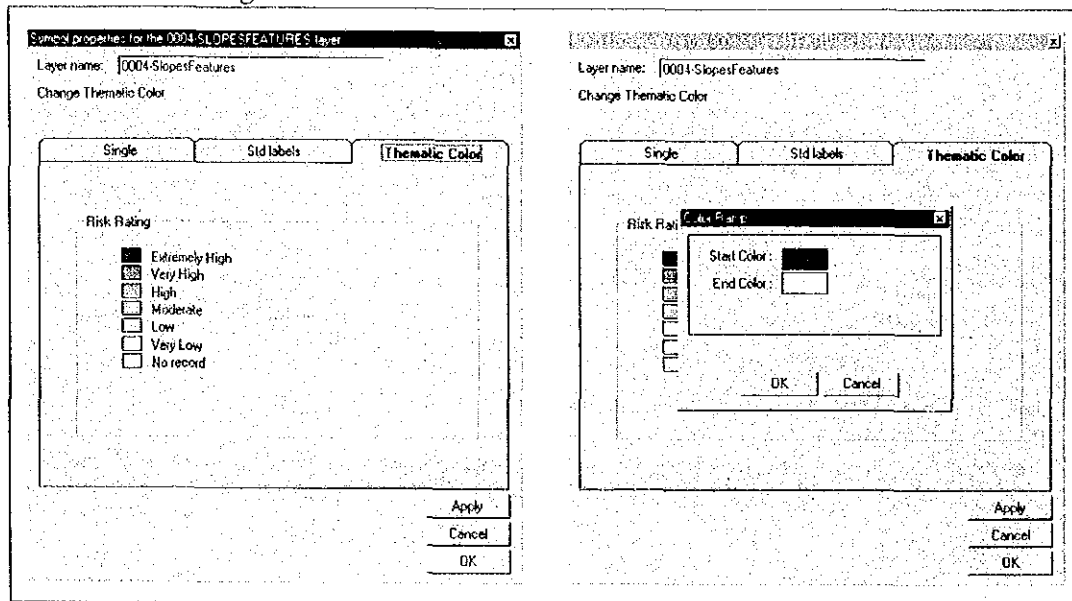 Symbol properties for the 0004-SLOPESFEATURES layer
Layer name: 0004-SlopesFeatures
Change Thematic Color
Single Std labels Thematic Color
Risk Rating
Extremely High
Very High
High
Moderate
Low
Very Low
No record
Apply
Cancel
OK
Layer name: 0004-SlopesFeatures
Change Thematic Color
Single Std labels Thematic Color
Risk Rati
Color Ramp
Start Color:
End Color:
OK Cancel
Apply
Cancel
OK